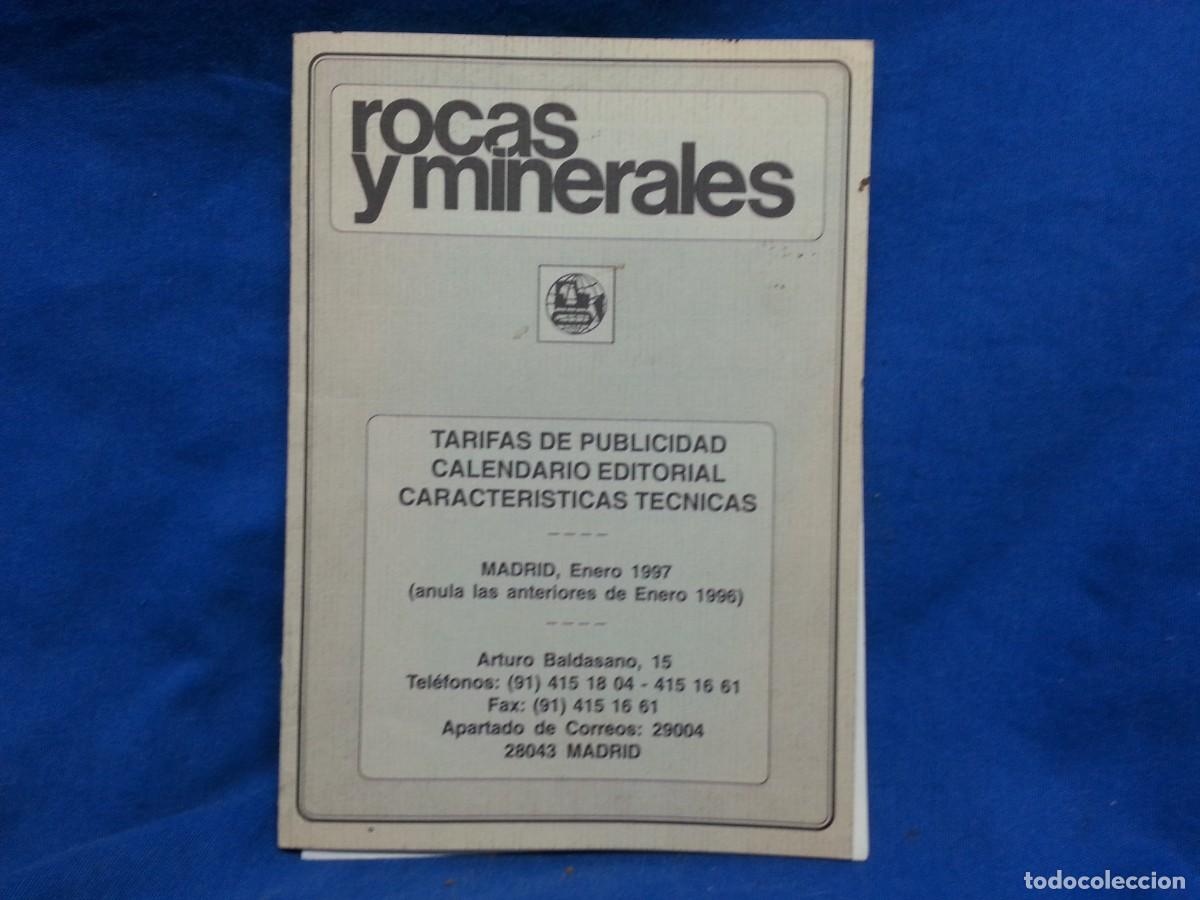 rocas
y minerales
TARIFAS DE PUBLICIDAD
CALENDARIO EDITORIAL
CARACTERISTICAS TECNICAS
----
MADRID, Enero 1997
(anula las anteriores de Enero 1996)
----
Arturo Baldasano, 15
Teléfonos: (91) 415 18 04 - 415 16 61
Fax: (91) 415 16 61
Apartado de Correos: 29004
28043 MADRID
todocoleccion